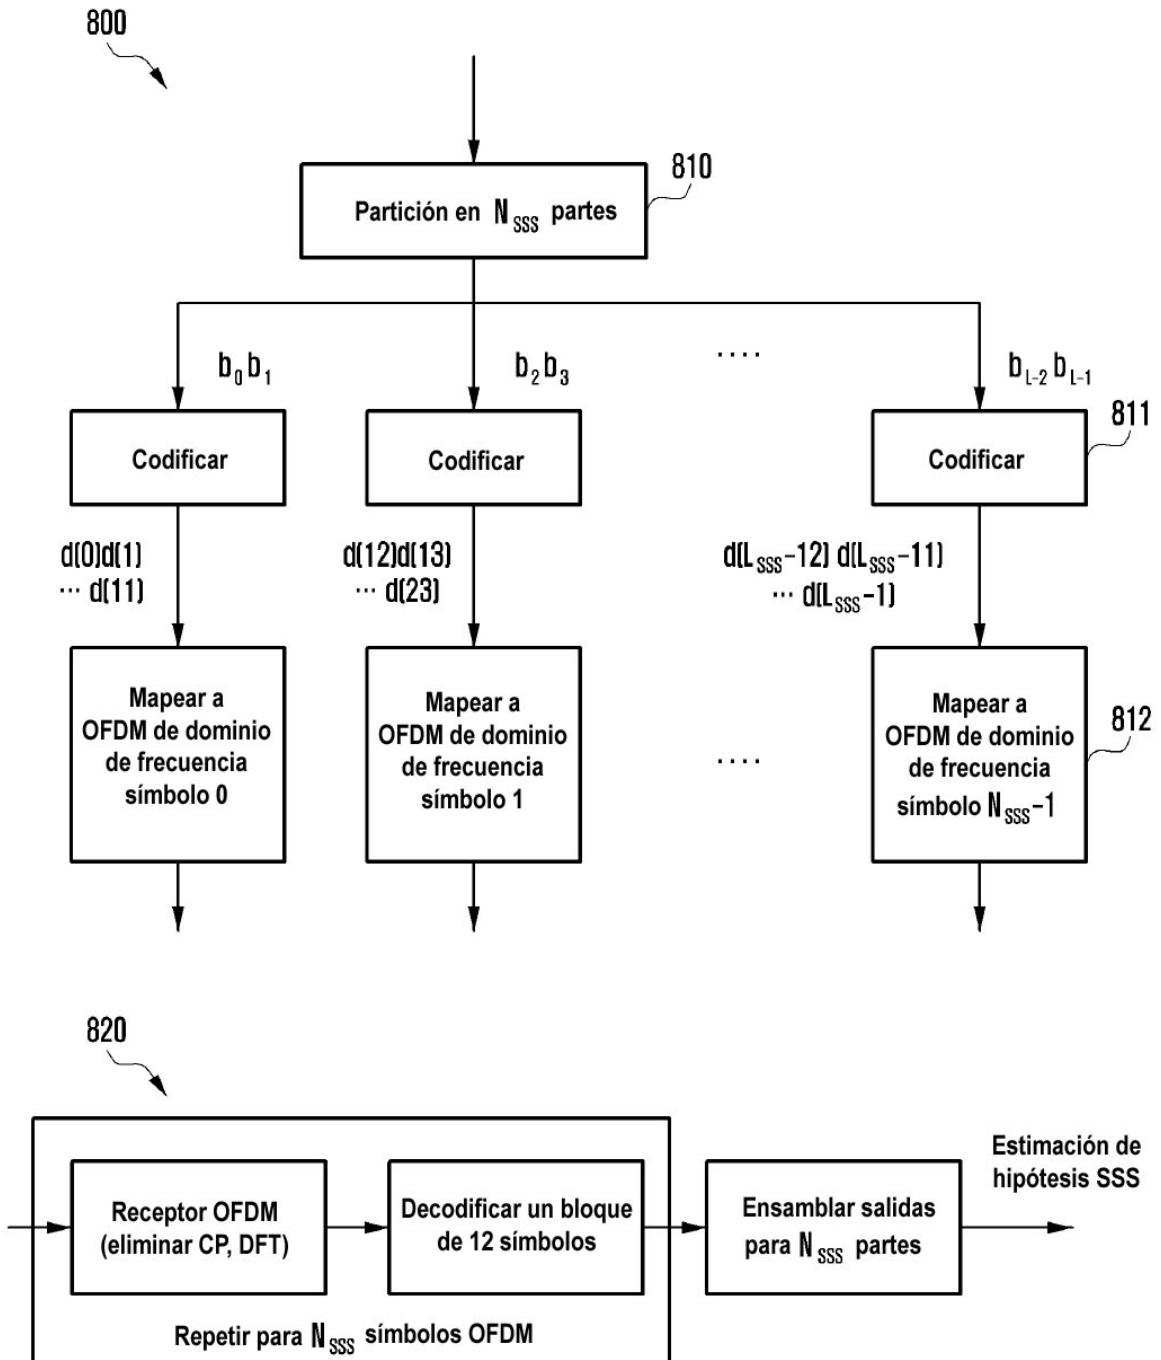 800
810
Partición en N_SSS partes
b_0 b_1
b_2 b_3
....
b_L-2 b_L-1
811
Codificar
Codificar
Codificar
d(0)d(1)
··· d(11)
d(12)d(13)
··· d(23)
d(L_SSS-12) d(L_SSS-11)
··· d(L_SSS-1)
Mapear a
OFDM de dominio
de frecuencia
símbolo 0
Mapear a
OFDM de dominio
de frecuencia
símbolo 1
....
Mapear a
OFDM de dominio
de frecuencia
símbolo N_SSS-1
812
820
Receptor OFDM
(eliminar CP, DFT)
Decodificar un bloque
de 12 símbolos
Ensamblar salidas
para N_SSS partes
Estimación de
hipótesis SSS
Repetir para N_SSS símbolos OFDM